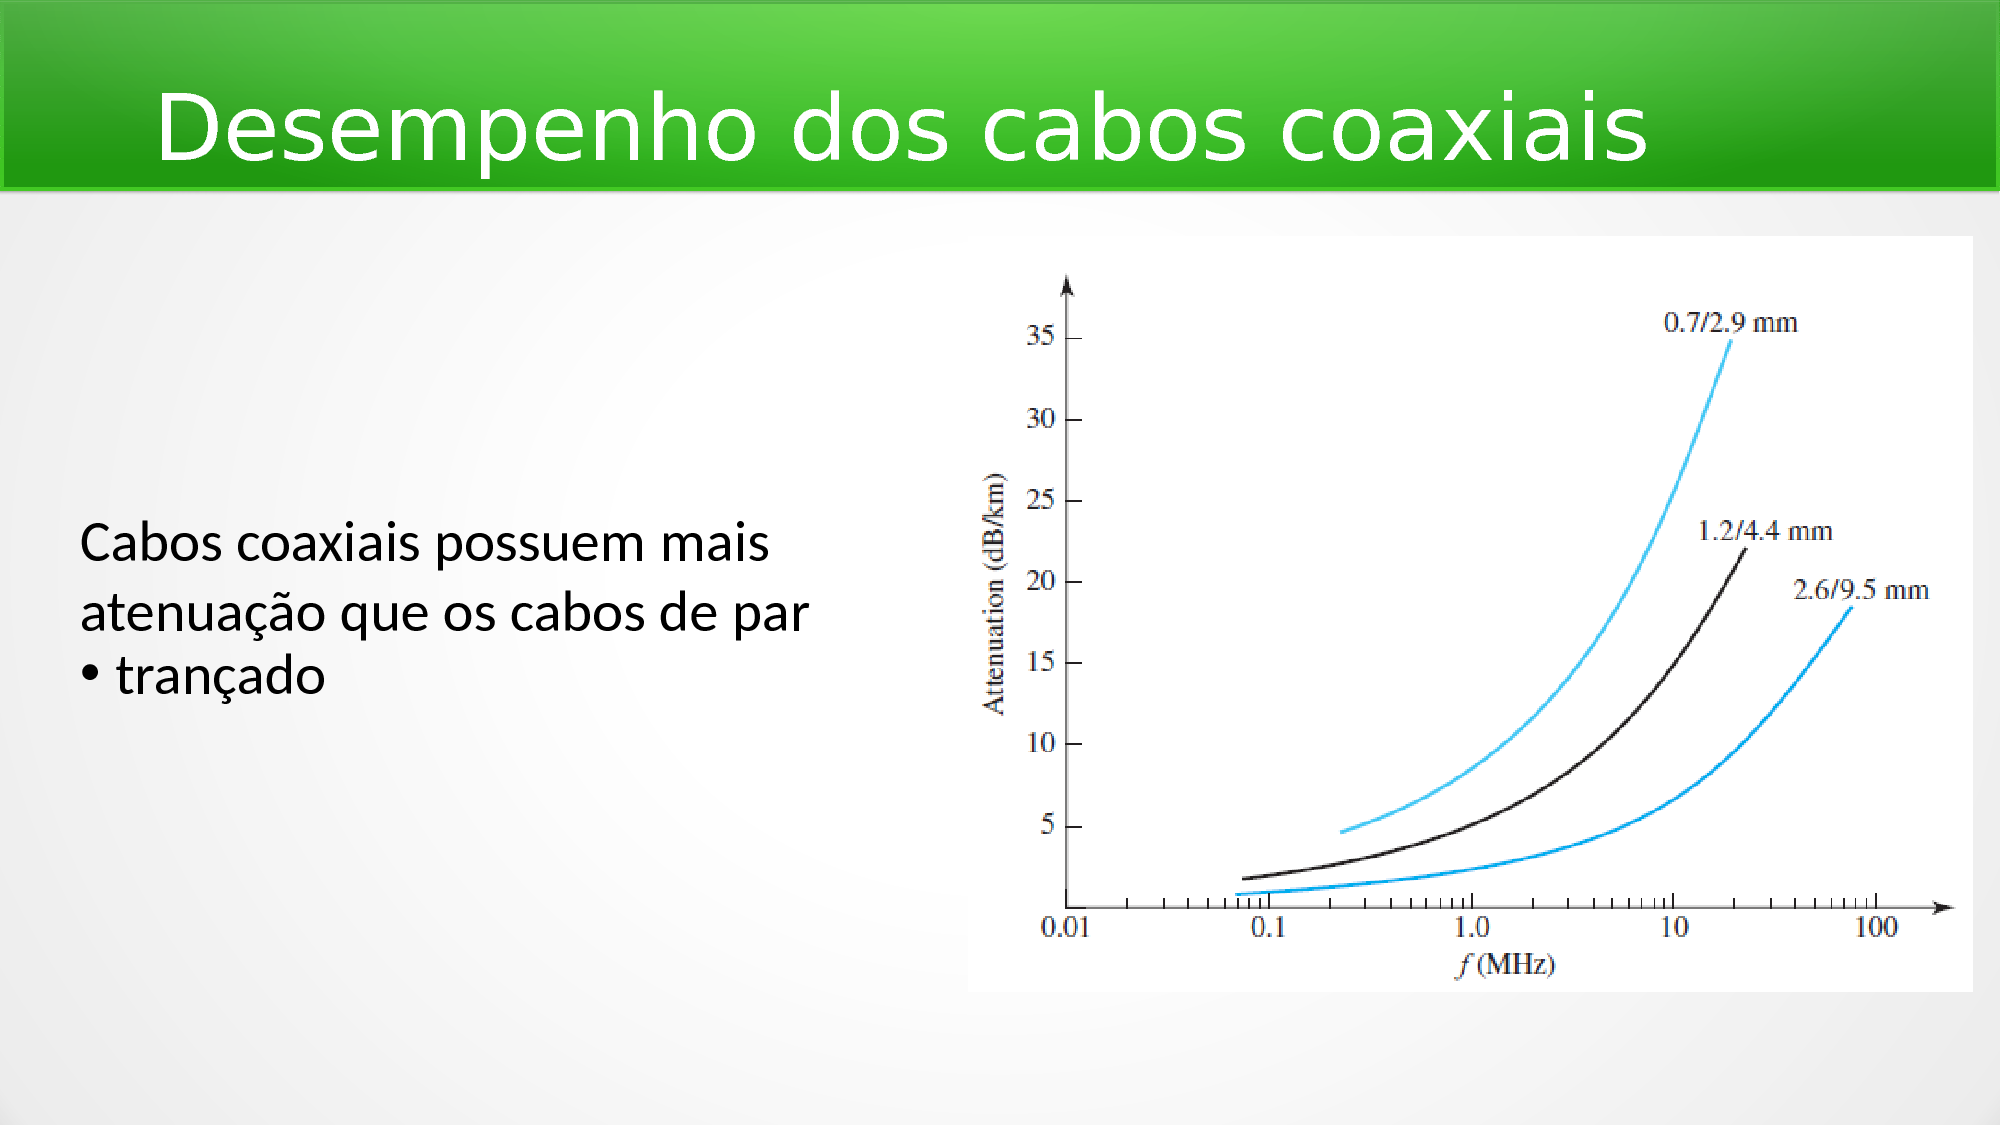 Desempenho dos cabos coaxiais
Cabos coaxiais possuem mais
atenuação que os cabos de par
• trançado
Attenuation (dB/km)
35
30
25
20
15
10
5
0.7/2.9 mm
1.2/4.4 mm
2.6/9.5 mm
0.01 0.1 1.0 10 100
f (MHz)